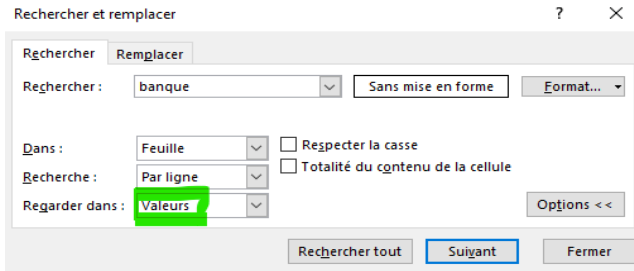 Rechercher et remplacer ? ×
Rechercher Remplacer
Rechercher : banque Sans mise en forme Format...
Dans : Feuille Respecter la casse
Recherche : Par ligne Totalité du contenu de la cellule
Regarder dans : Valeurs Options <<
Rechercher tout Suivant Fermer